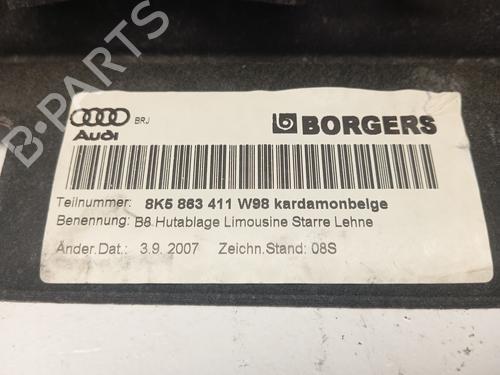 Audi
BRJ
BORGERS
Teilnummer: 8K5 863 411 W98 kardamonbeige
Benennung: B8 Hutablage Limousine Starre Lehne
Änder.Dat.: 3.9. 2007 Zeichn.Stand: 08S
B-PARTS